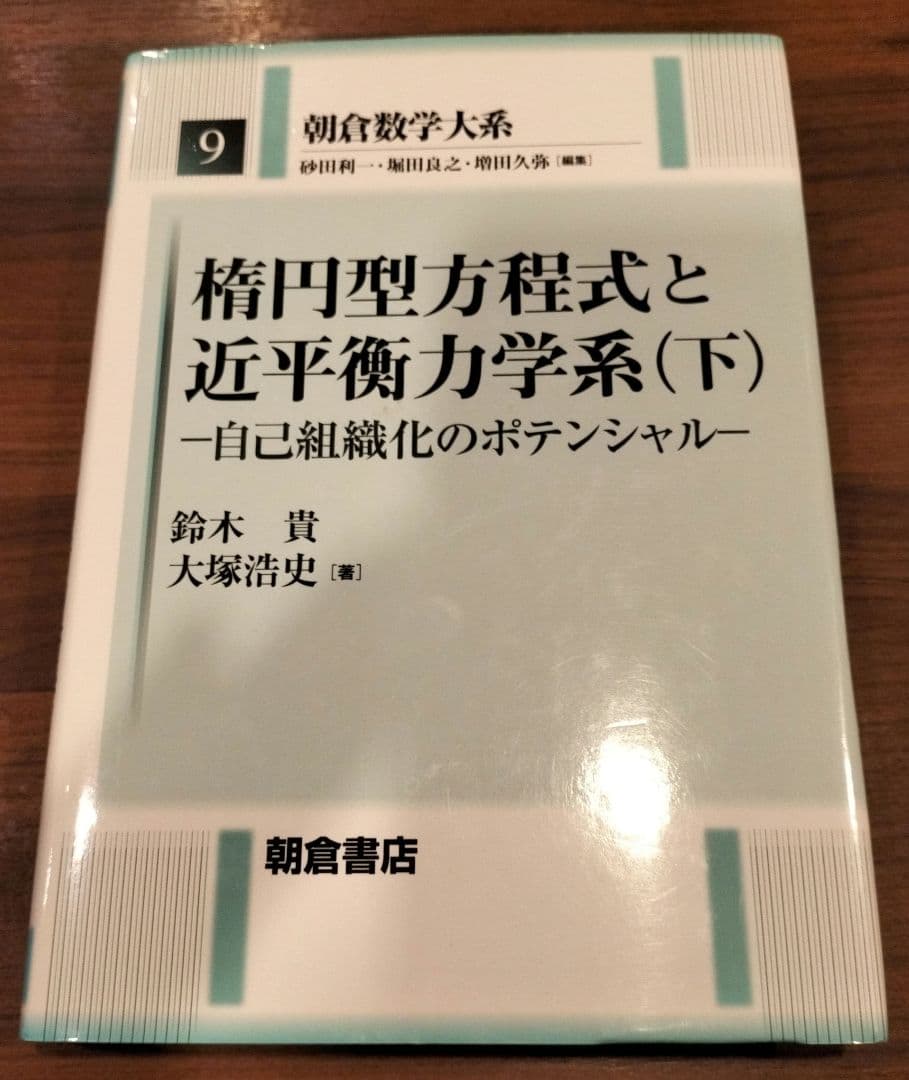 9
朝倉数学大系
砂田利一・堀田良之・増田久弥［編集］
楕円型方程式と
近平衡力学系（下）
－自己組織化のポテンシャル－
鈴木　貴
大塚浩史［著］
朝倉書店